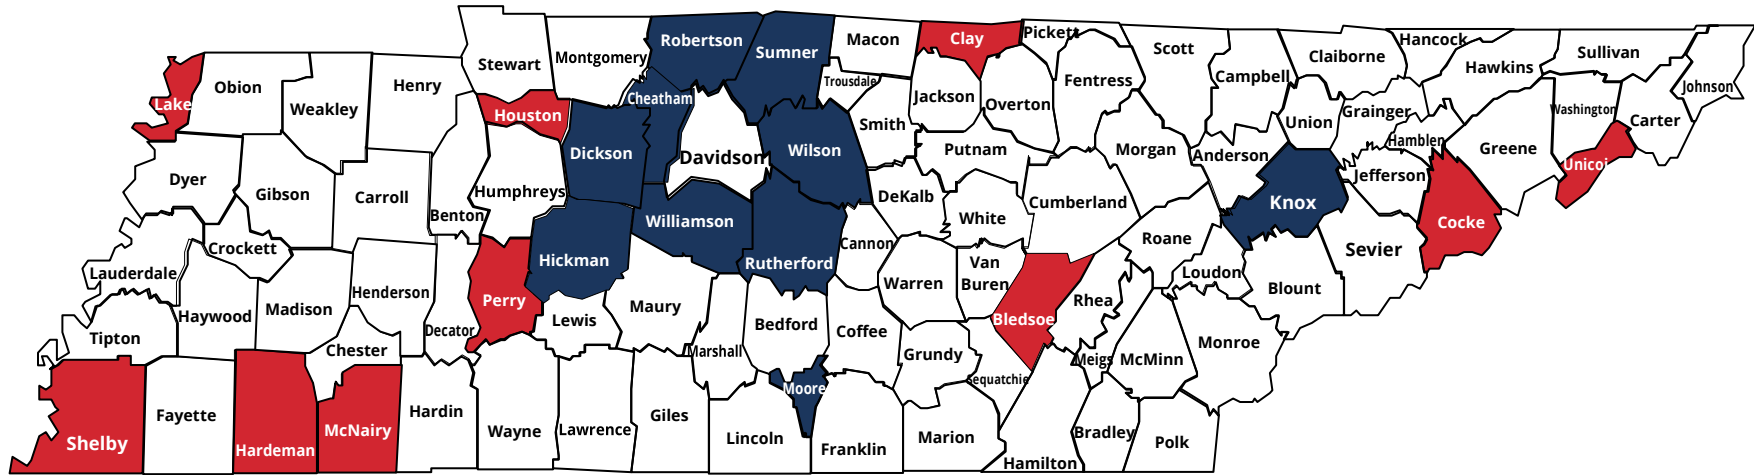 Lake
Obion
Weakley
Henry
Stewart
Montgomery
Robertson
Sumner
Macon
Clay
Pickett
Scott
Campbell
Claiborne
Hancock
Hawkins
Sullivan
Johnson
Trousdale
Fentress
Houston
Cheatham
Jackson
Overton
Union
Grainger
Washington
Carter
Dyer
Gibson
Carroll
Benton
Humphreys
Dickson
Davidson
Wilson
Smith
Putnam
Morgan
Anderson
Hamblen
Jefferson
Greene
Unicoi
Crockett
Williamson
DeKalb
White
Cumberland
Knox
Cocke
Lauderdale
Hickman
Rutherford
Cannon
Roane
Sevier
Van
Buren
Loudon
Blount
Tipton
Haywood
Madison
Henderson
Decator
Perry
Lewis
Maury
Bedford
Coffee
Warren
Bledsoe
Rhea
Chester
Marshall
Moore
Grundy
Sequatchie
Meigs
McMinn
Monroe
Shelby
Fayette
Hardeman
McNairy
Hardin
Wayne
Lawrence
Giles
Lincoln
Franklin
Marion
Hamilton
Bradley
Polk